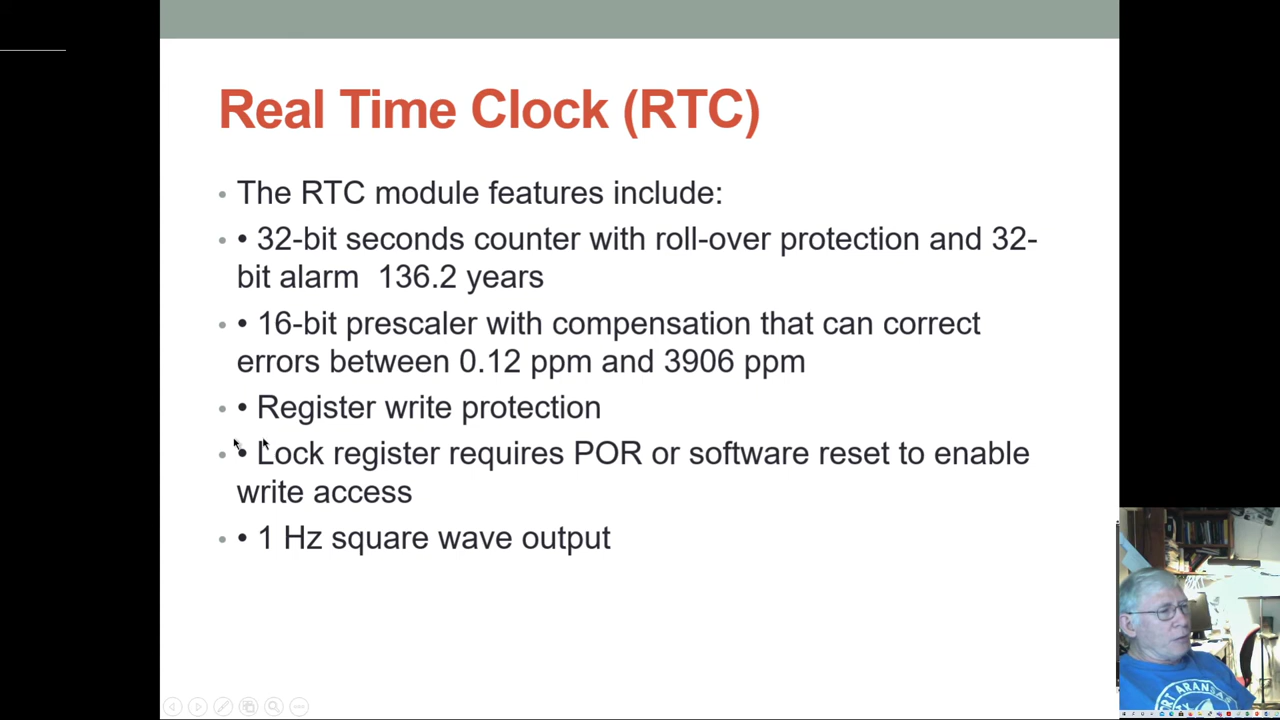 Real Time Clock (RTC)
• The RTC module features include:
• • 32-bit seconds counter with roll-over protection and 32-
bit alarm  136.2 years
• • 16-bit prescaler with compensation that can correct
errors between 0.12 ppm and 3906 ppm
• • Register write protection
• • Lock register requires POR or software reset to enable
write access
• • 1 Hz square wave output